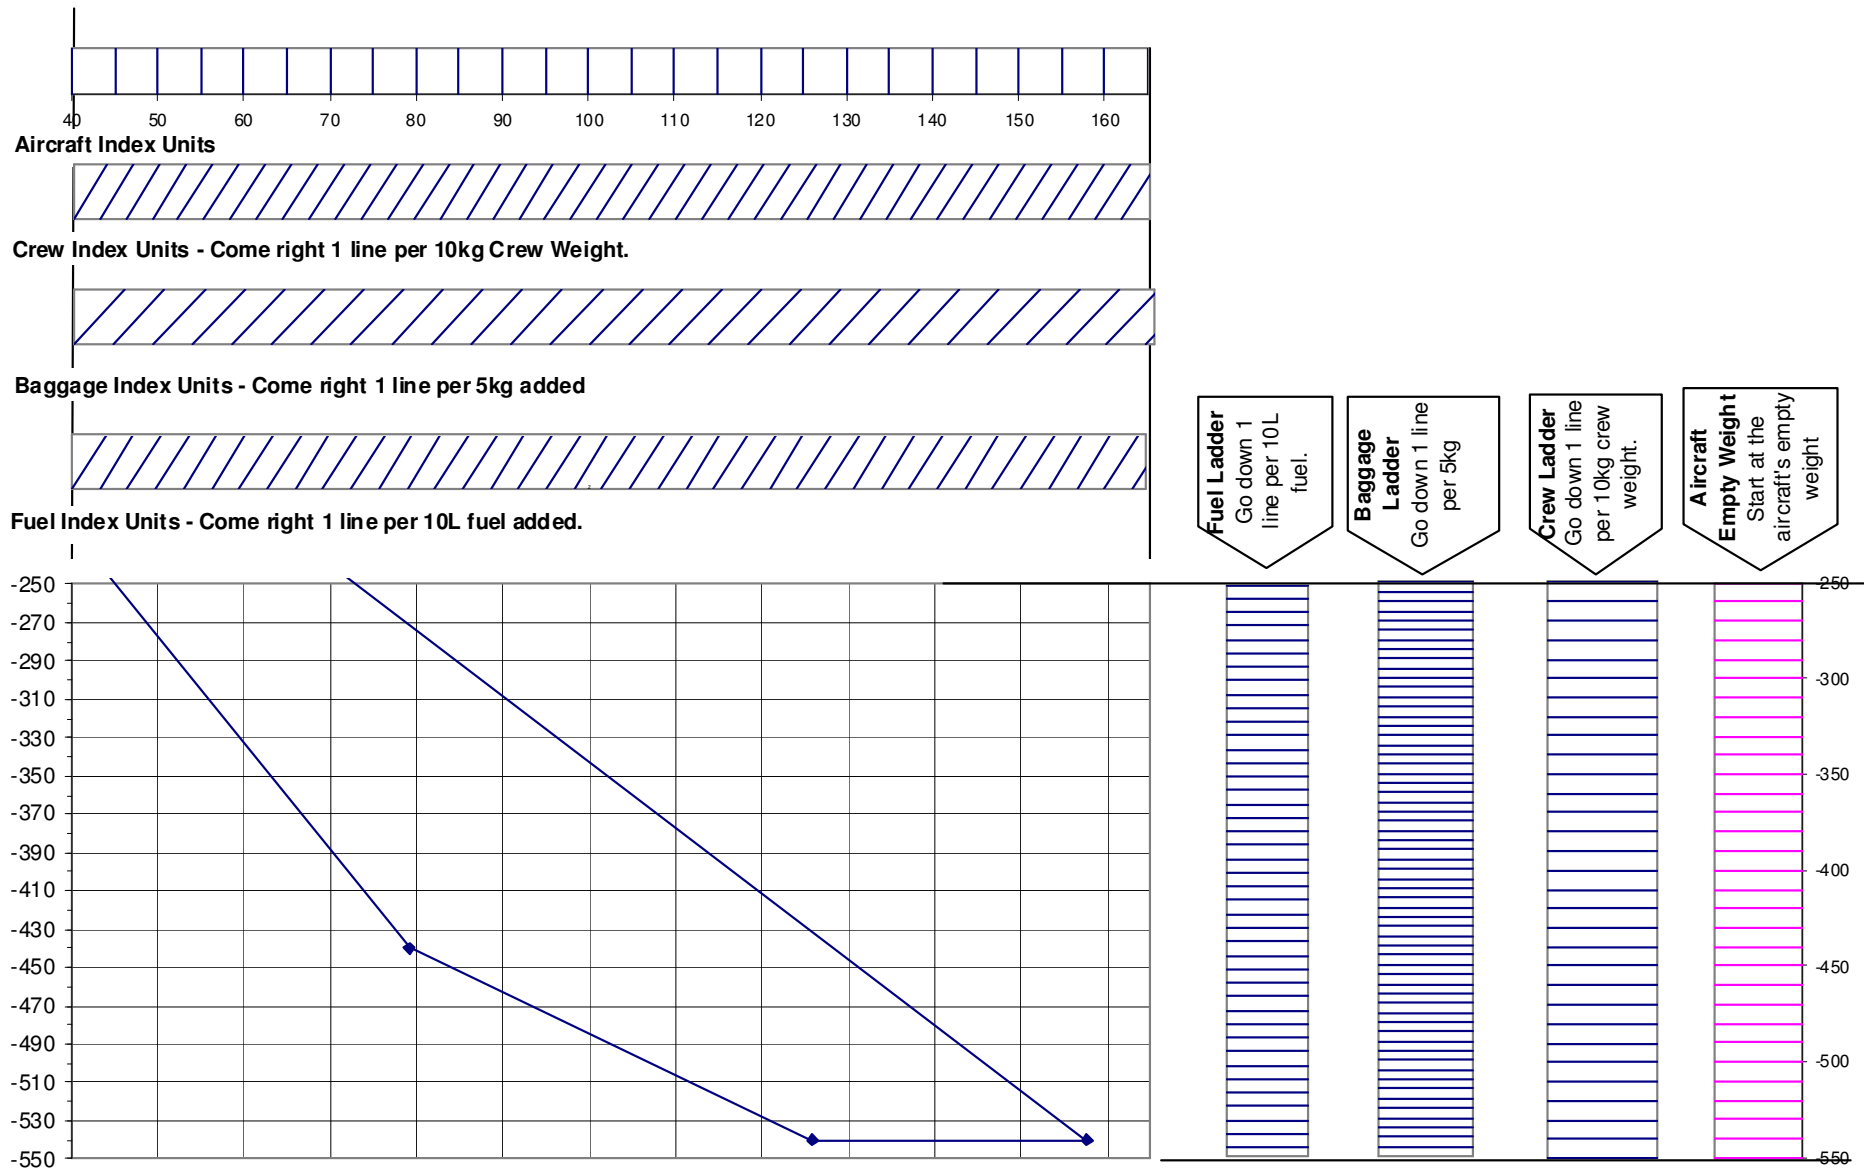 40 50 60 70 80 90 100 110 120 130 140 150 160
Aircraft Index Units
Crew Index Units - Come right 1 line per 10kg Crew Weight.
Baggage Index Units - Come right 1 line per 5kg added
Fuel Index Units - Come right 1 line per 10L fuel added.
Fuel Ladder
Go down 1
line per 10L
fuel.
Baggage
Ladder
Go down 1 line
per 5kg
Crew Ladder
Go down 1 line
per 10kg crew
weight.
Aircraft
Empty Weight
Start at the
aircraft's empty
weight
-250
-270
-290
-310
-330
-350
-370
-390
-410
-430
-450
-470
-490
-510
-530
-550
-250
-300
-350
-400
-450
-500
-550